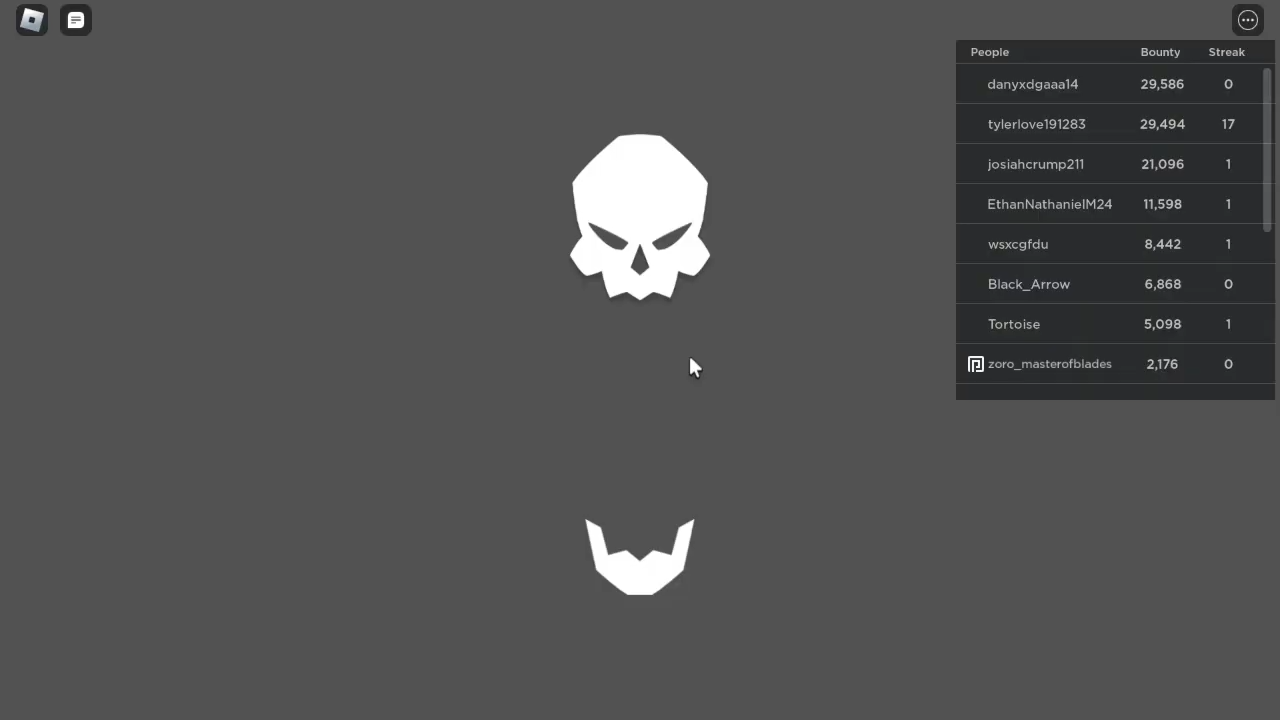 People Bounty Streak
danyxdgaaa14 29,586 0
tylerlove191283 29,494 17
josiahcrump211 21,096 1
EthanNathanielM24 11,598 1
wsxcgfdu 8,442 1
Black_Arrow 6,868 0
Tortoise 5,098 1
zoro_masterofblades 2,176 0